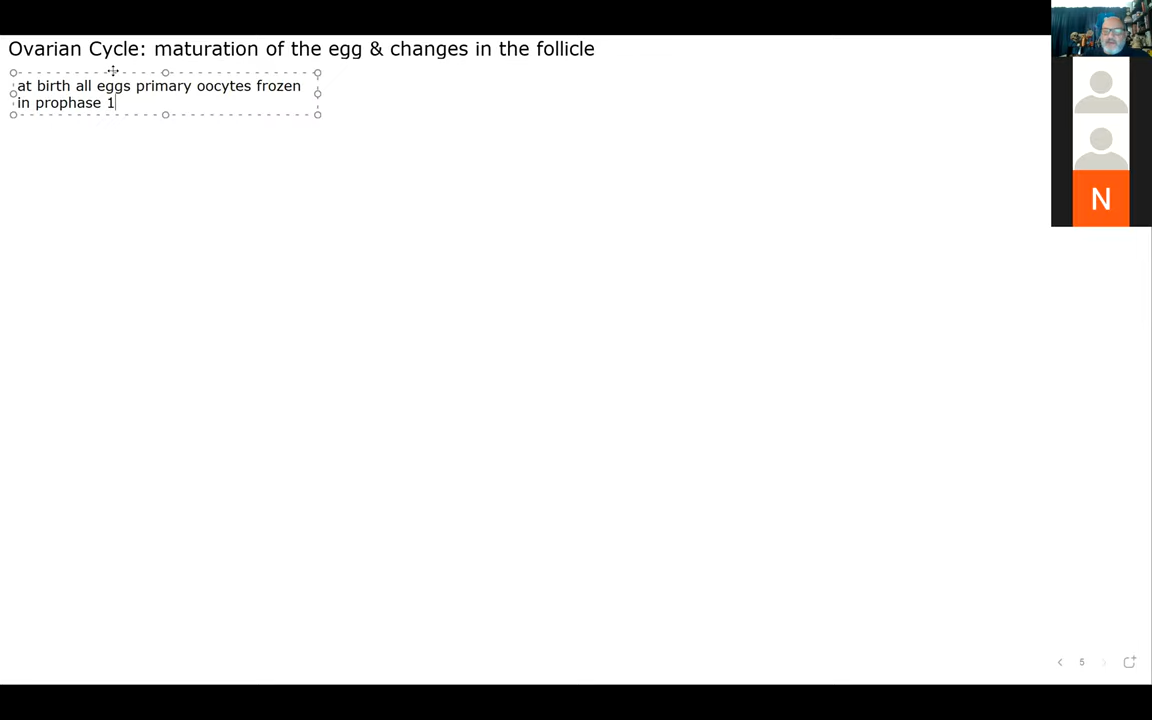 Ovarian Cycle: maturation of the egg & changes in the follicle
at birth all eggs primary oocytes frozen
in prophase 1
N
5